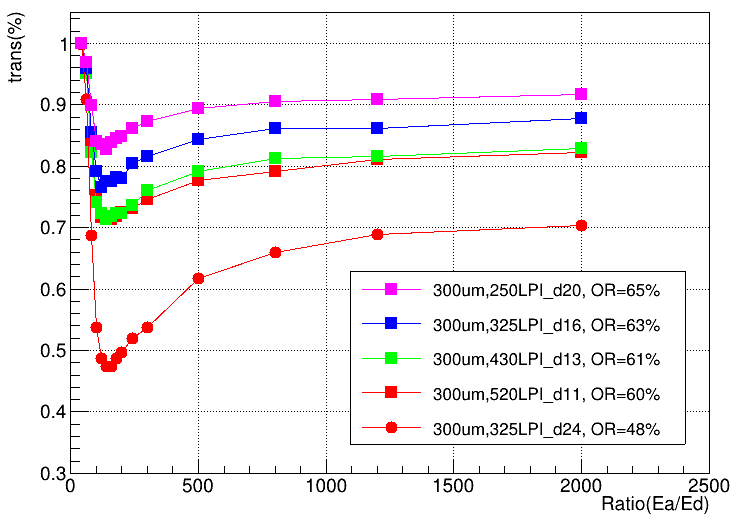 trans(%)
1
0.9
0.8
0.7
0.6
0.5
0.4
0.3
300um,250LPI_d20, OR=65%
300um,325LPI_d16, OR=63%
300um,430LPI_d13, OR=61%
300um,520LPI_d11, OR=60%
300um,325LPI_d24, OR=48%
0 500 1000 1500 2000 2500
Ratio(Ea/Ed)